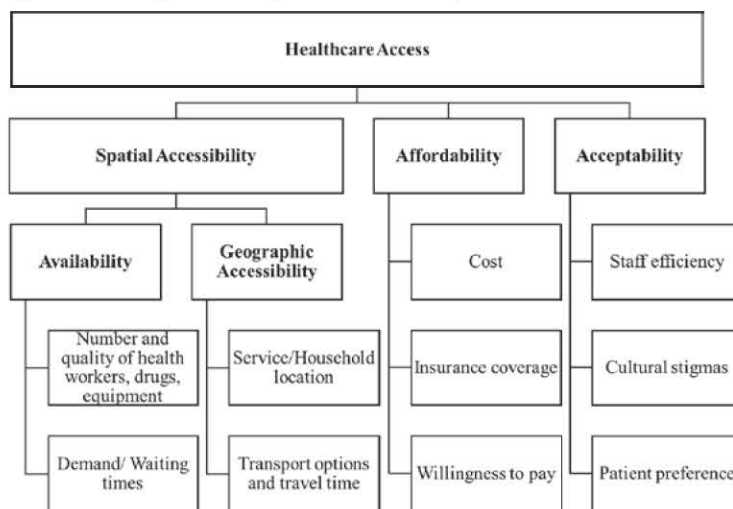 Healthcare Access
Spatial Accessibility
Affordability
Acceptability
Availability
Geographic
Accessibility
Cost
Staff efficiency
Number and
quality of health
workers, drugs,
equipment
Service/Household
location
Insurance coverage
Cultural stigmas
Demand/ Waiting
times
Transport options
and travel time
Willingness to pay
Patient preference